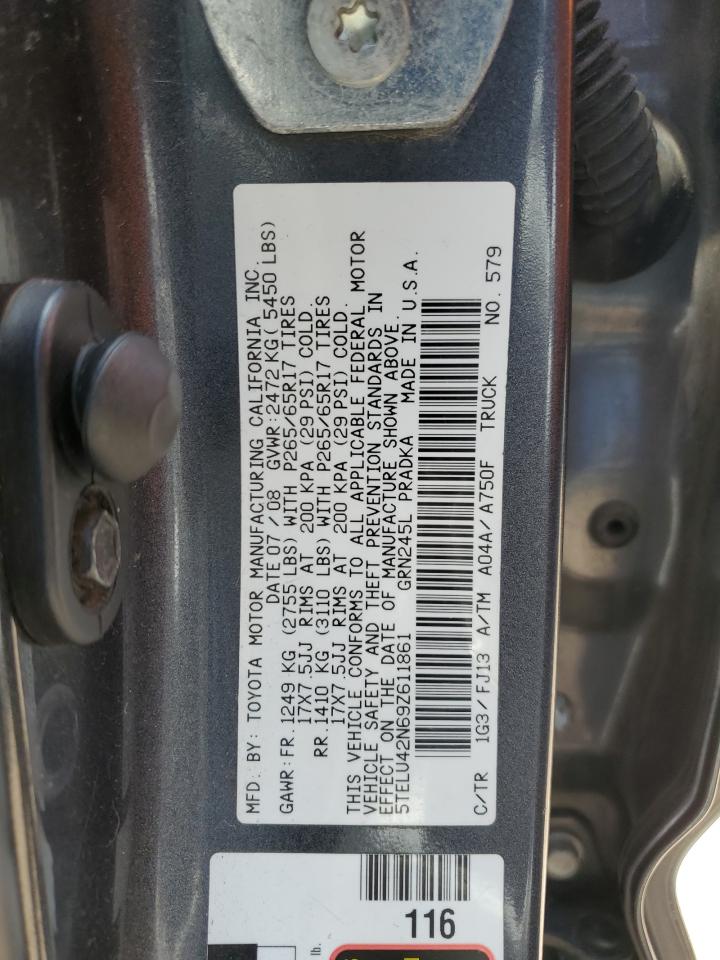 MFD. BY: TOYOTA MOTOR MANUFACTURING CALIFORNIA INC.
DATE 07 / 08 GVWR: 2472 KG ( 5450 LBS)
GAWR: FR. 1249 KG (2755 LBS) WITH P265/65R17 TIRES
17X7.5JJ RIMS AT 200 KPA (29 PSI) COLD.
RR. 1410 KG (3110 LBS) WITH P265/65R17 TIRES
17X7.5JJ RIMS AT 200 KPA (29 PSI) COLD.
THIS VEHICLE CONFORMS TO ALL APPLICABLE FEDERAL MOTOR
VEHICLE SAFETY AND THEFT PREVENTION STANDARDS IN
EFFECT ON THE DATE OF MANUFACTURE SHOWN ABOVE.
5TELU42N69Z611861 GRN245L PRADKA MADE IN U.S.A.
C/TR 1G3/FJ13 A/TM A04A/A750F TRUCK NO. 579
116
lb.